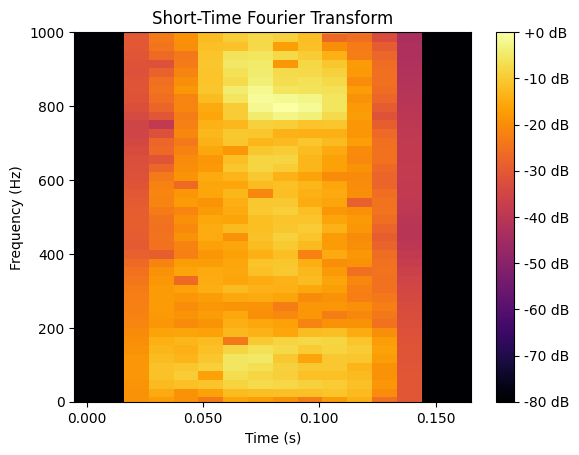 Short-Time Fourier Transform
1000
800
600
400
200
0
Frequency (Hz)
0.000
0.050
0.100
0.150
Time (s)
+0 dB
-10 dB
-20 dB
-30 dB
-40 dB
-50 dB
-60 dB
-70 dB
-80 dB